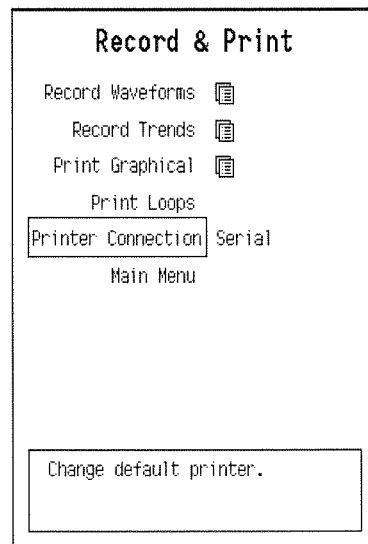 Record & Print
Record Waveforms
Record Trends
Print Graphical
Print Loops
Printer Connection Serial
Main Menu
Change default printer.